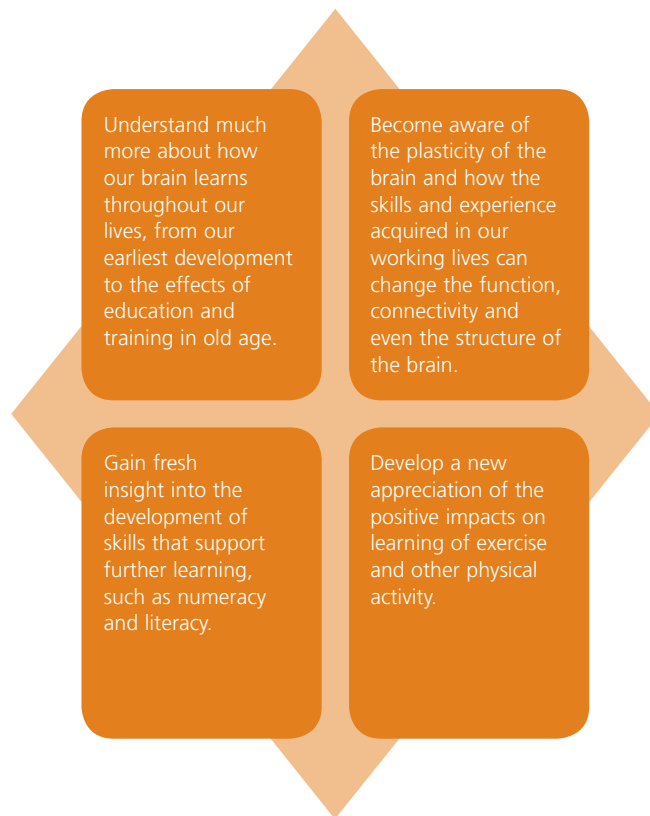 Understand much
more about how
our brain learns
throughout our
lives, from our
earliest development
to the effects of
education and
training in old age.
Become aware of
the plasticity of the
brain and how the
skills and experience
acquired in our
working lives can
change the function,
connectivity and
even the structure of
the brain.
Gain fresh
insight into the
development of
skills that support
further learning,
such as numeracy
and literacy.
Develop a new
appreciation of the
positive impacts on
learning of exercise
and other physical
activity.